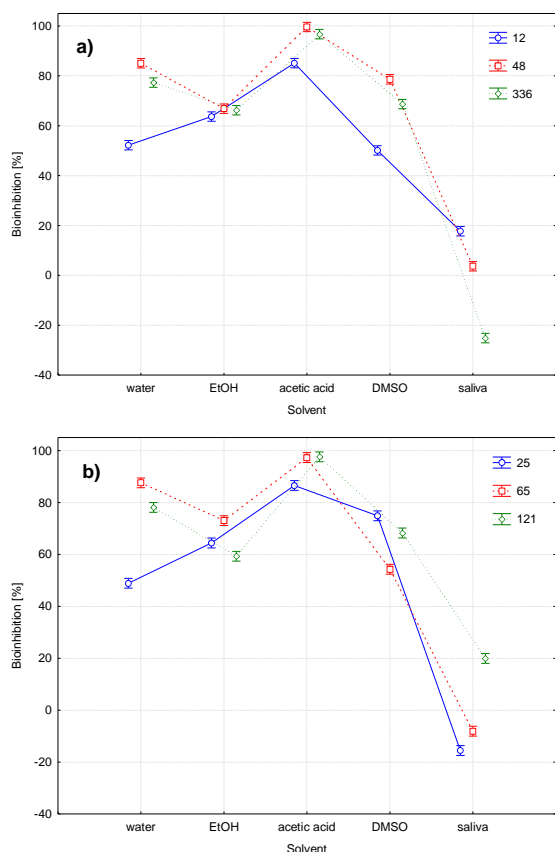 a)
12
48
336
100
80
60
40
20
0
-20
-40
Bioinhibition [%]
water EtOH acetic acid DMSO saliva
Solvent
b)
25
65
121
100
80
60
40
20
0
-20
-40
Bioinhibition [%]
water EtOH acetic acid DMSO saliva
Solvent